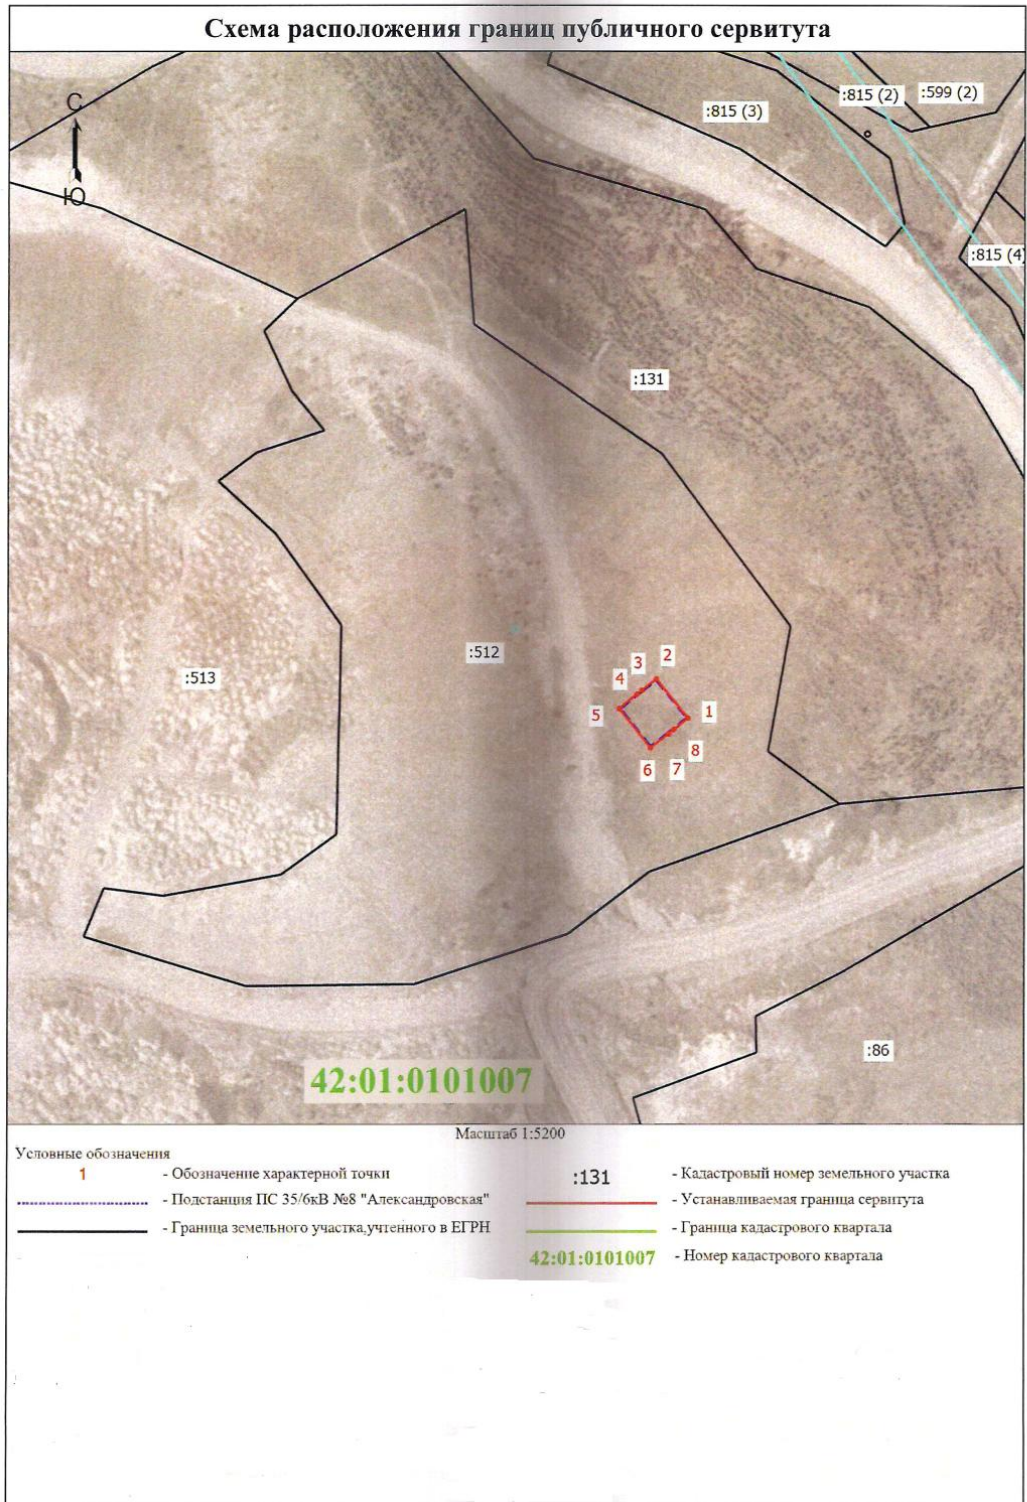 Схема расположения границ публичного сервитута
С
Ю
:815 (3)
:815 (2)
:599 (2)
:815 (4)
:131
:512
:513
2
3
4
5
1
8
7
6
:86
42:01:0101007
Масштаб 1:5200
Условные обозначения
1 - Обозначение характерной точки
- Подстанция ПС 35/6кВ №8 "Александровская"
- Граница земельного участка,учтенного в ЕГРН
:131 - Кадастровый номер земельного участка
- Устанавливаемая граница сервитута
- Граница кадастрового квартала
42:01:0101007 - Номер кадастрового квартала